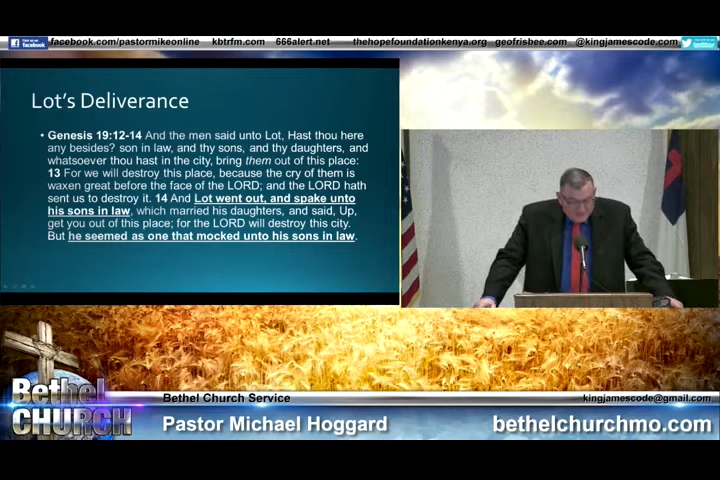 Find us on facebook
facebook.com/pastormikeonline kbtrfm.com 666alert.net thehopefoundationkenya.org geofrisbee.com @kingjamescode.com
twitter
Lot's Deliverance
• Genesis 19:12-14 And the men said unto Lot, Hast thou here
any besides? son in law, and thy sons, and thy daughters, and
whatsoever thou hast in the city, bring them out of this place:
13 For we will destroy this place, because the cry of them is
waxen great before the face of the LORD; and the LORD hath
sent us to destroy it. 14 And Lot went out, and spake unto
his sons in law, which married his daughters, and said, Up,
get you out of this place; for the LORD will destroy this city.
But he seemed as one that mocked unto his sons in law.
Bethel
CHURCH
Bethel Church Service kingjamescode@gmail.com
Pastor Michael Hoggard bethelchurchmo.com